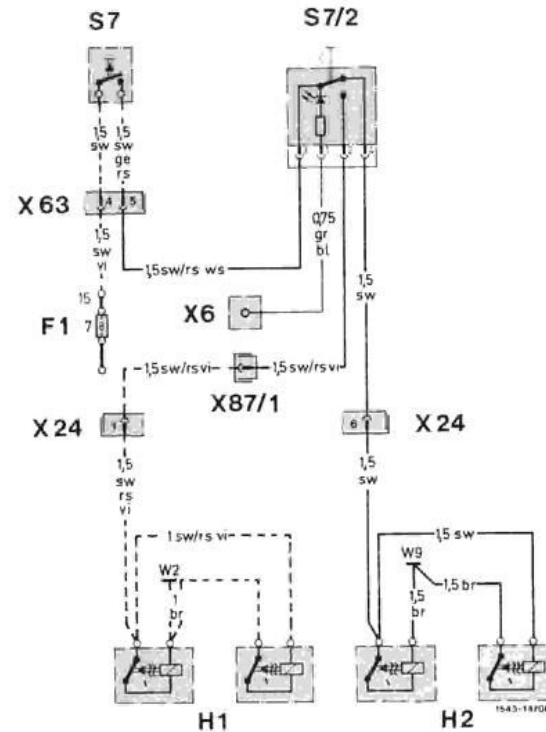 S7
S7/2
1,5
sw
1,5
sw
ge
rs
X 63
4
5
1,5
sw
vi
1,5 sw/rs ws
0,75
gr
bl
1,5
sw
15
F1
7
8
X6
1,5 sw/rs vi
1,5 sw/rs vi
X87/1
X 24
6
X 24
1,5
sw
rs
vi
1,5
sw
1 sw/rs vi
W2
1
br
W9
1,5 sw
1,5 br
1,5
br
H1
H2